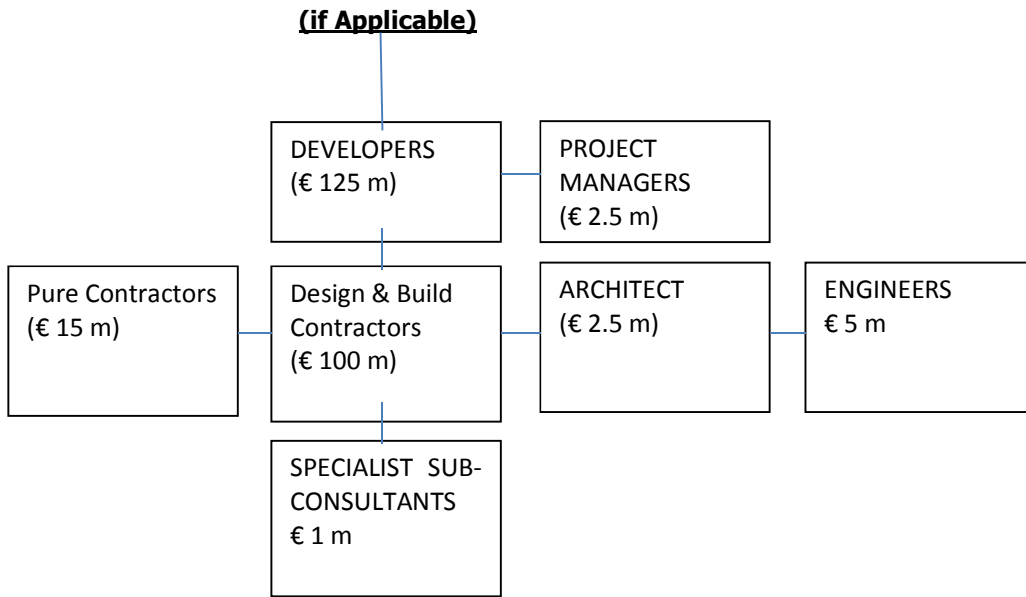 (if Applicable)
DEVELOPERS
(€ 125 m)
PROJECT
MANAGERS
(€ 2.5 m)
Pure Contractors
(€ 15 m)
Design & Build
Contractors
(€ 100 m)
ARCHITECT
(€ 2.5 m)
ENGINEERS
€ 5 m
SPECIALIST SUB-
CONSULTANTS
€ 1 m